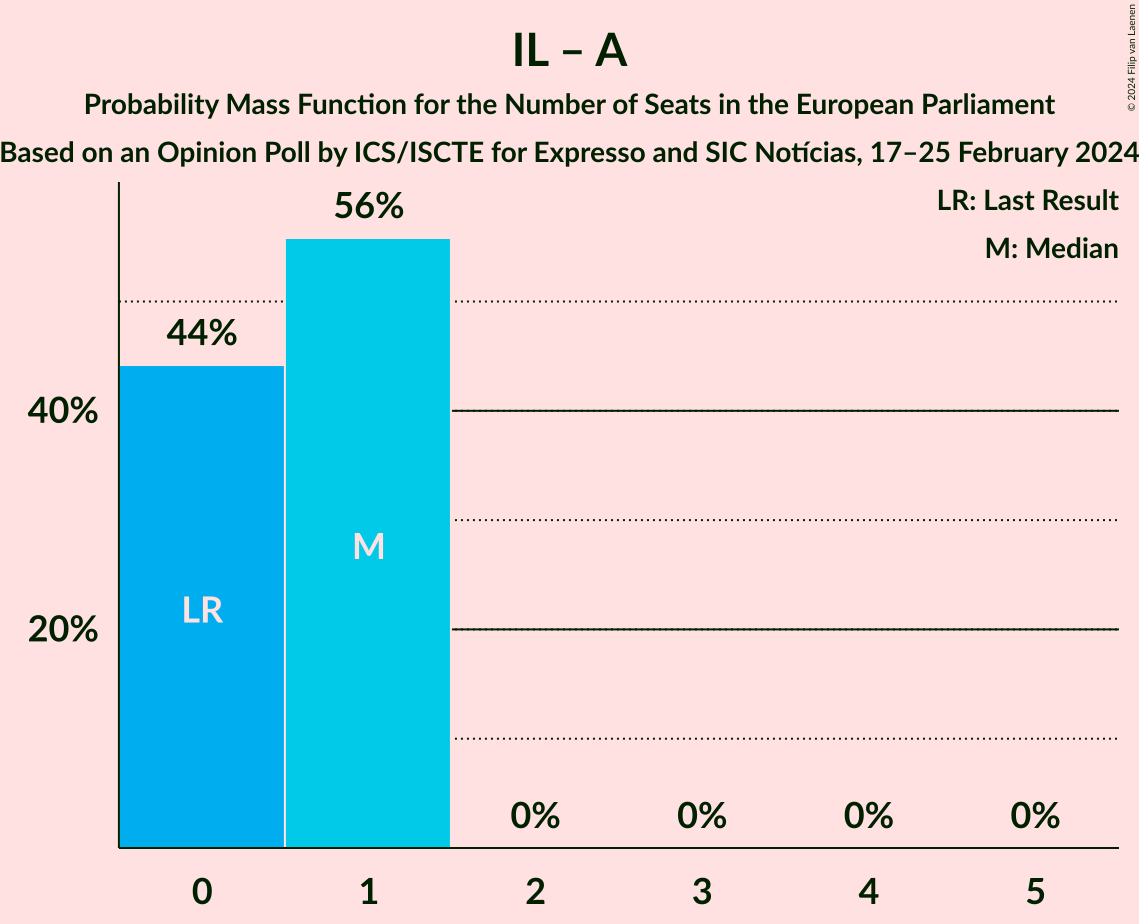 IL – A
Probability Mass Function for the Number of Seats in the European Parliament
Based on an Opinion Poll by ICS/ISCTE for Expresso and SIC Notícias, 17–25 February 2024
© 2024 Filip van Laenen
LR: Last Result
M: Median
56%
44%
40%
20%
LR
M
0%
0%
0%
0%
0
1
2
3
4
5